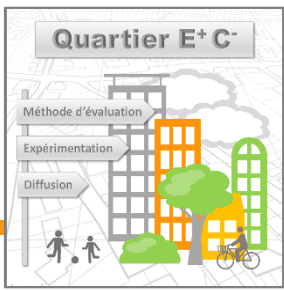 Quartier E⁺ C⁻
Méthode d'évaluation
Expérimentation
Diffusion